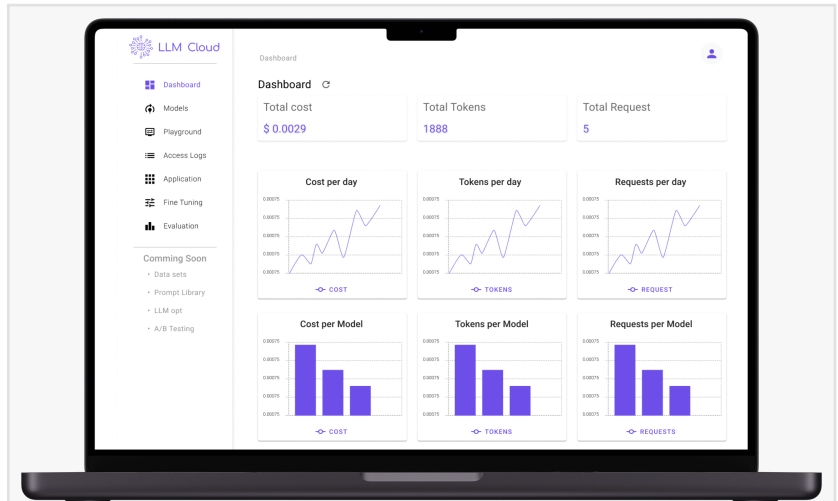 LLM Cloud
Dashboard
Models
Playground
Access Logs
Application
Fine Tuning
Evaluation
Comming Soon
• Data sets
• Prompt Library
• LLM opt
• A/B Testing
Dashboard
Dashboard
Total cost
$ 0.0029
Total Tokens
1888
Total Request
5
Cost per day
0.00075
0.00075
0.00075
0.00075
0.00075
COST
Tokens per day
0.00075
0.00075
0.00075
0.00075
0.00075
TOKENS
Requests per day
0.00075
0.00075
0.00075
0.00075
0.00075
REQUEST
Cost per Model
0.00075
0.00075
0.00075
0.00075
0.00075
COST
Tokens per Model
0.00075
0.00075
0.00075
0.00075
0.00075
TOKENS
Requests per Model
0.00075
0.00075
0.00075
0.00075
0.00075
REQUESTS